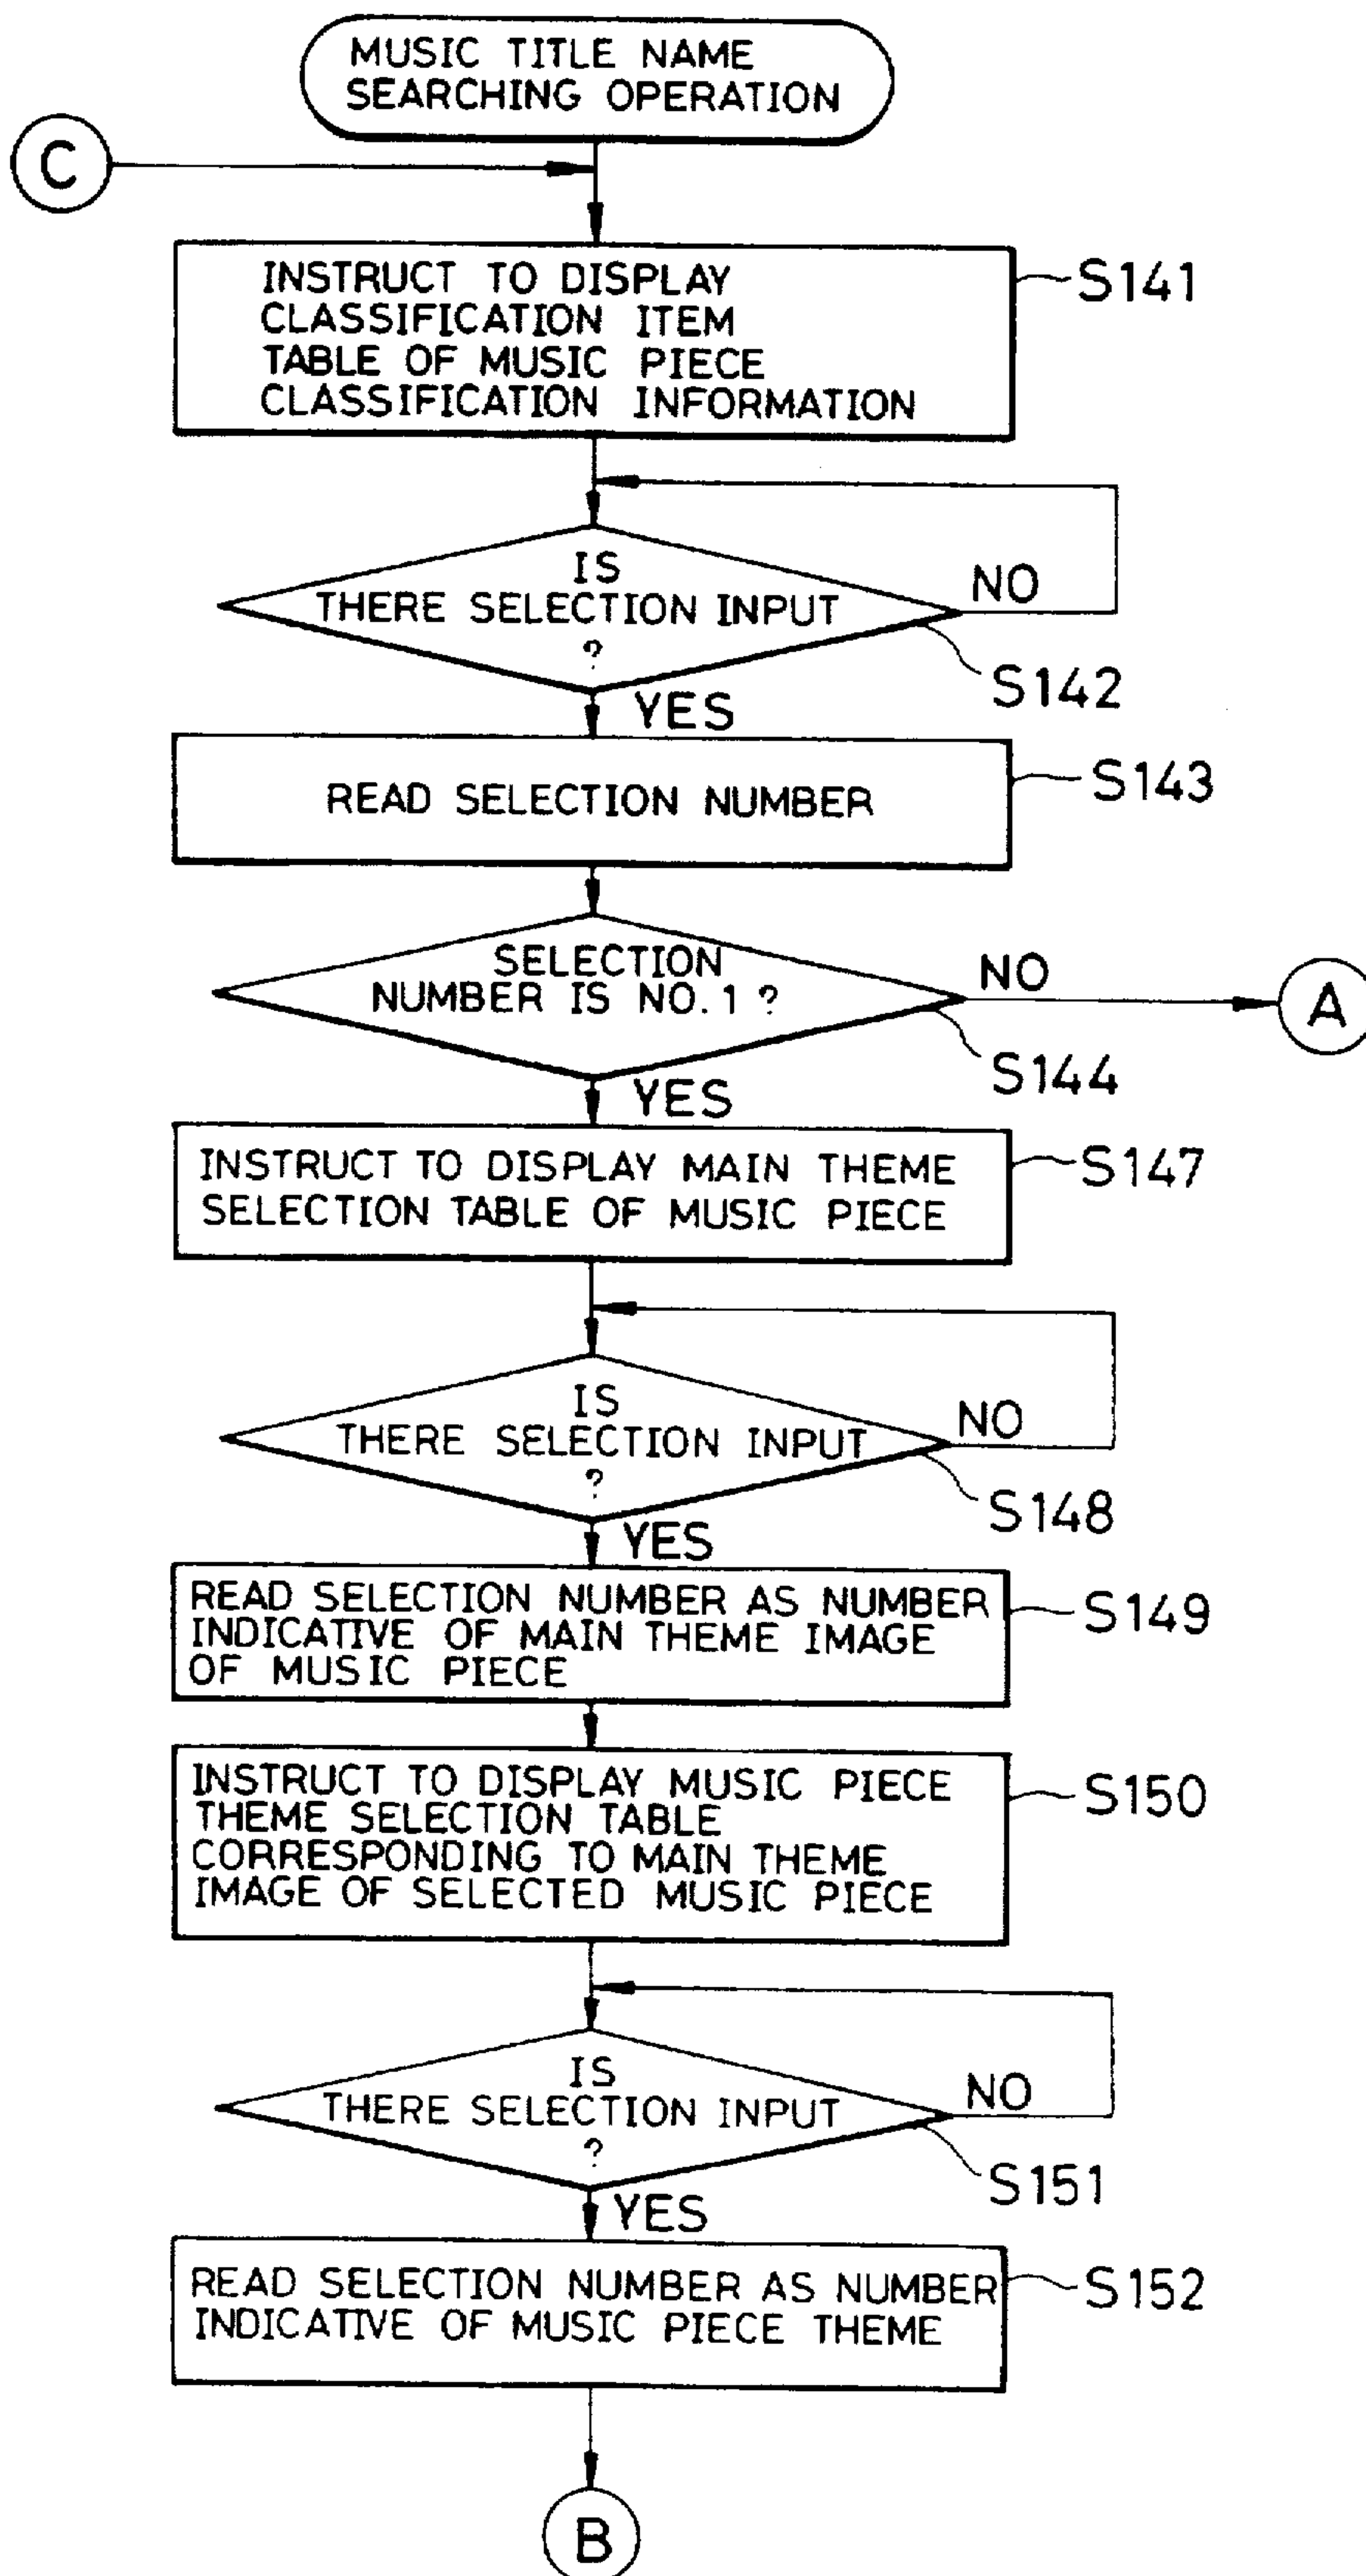 MUSIC TITLE NAME
SEARCHING OPERATION
C
INSTRUCT TO DISPLAY
CLASSIFICATION ITEM
TABLE OF MUSIC PIECE
CLASSIFICATION INFORMATION
S141
IS
THERE SELECTION INPUT
?
NO
S142
YES
READ SELECTION NUMBER
S143
SELECTION
NUMBER IS NO.1 ?
NO
A
S144
YES
INSTRUCT TO DISPLAY MAIN THEME
SELECTION TABLE OF MUSIC PIECE
S147
IS
THERE SELECTION INPUT
?
NO
S148
YES
READ SELECTION NUMBER AS NUMBER
INDICATIVE OF MAIN THEME IMAGE
OF MUSIC PIECE
S149
INSTRUCT TO DISPLAY MUSIC PIECE
THEME SELECTION TABLE
CORRESPONDING TO MAIN THEME
IMAGE OF SELECTED MUSIC PIECE
S150
IS
THERE SELECTION INPUT
?
NO
S151
YES
READ SELECTION NUMBER AS NUMBER
INDICATIVE OF MUSIC PIECE THEME
S152
B